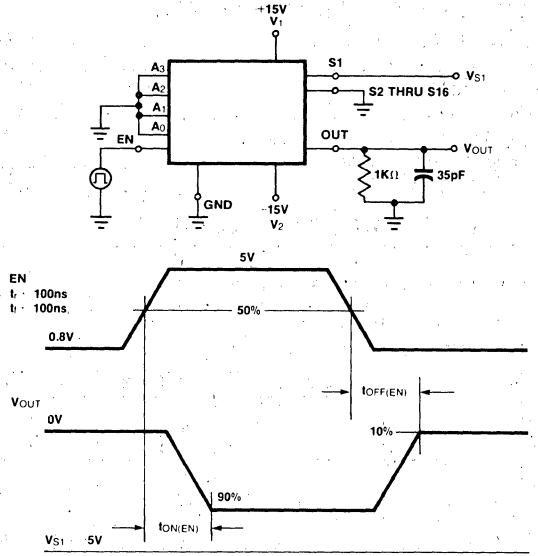 +15V
V1
A3
A2
A1
A0
EN
S1
VS1
S2 THRU S16
OUT
VOUT
1KΩ
35pF
GND
-15V
V2
EN
tr 100ns
tf 100ns
5V
50%
0.8V
tOFF(EN)
VOUT
0V
10%
90%
tON(EN)
VS1 5V